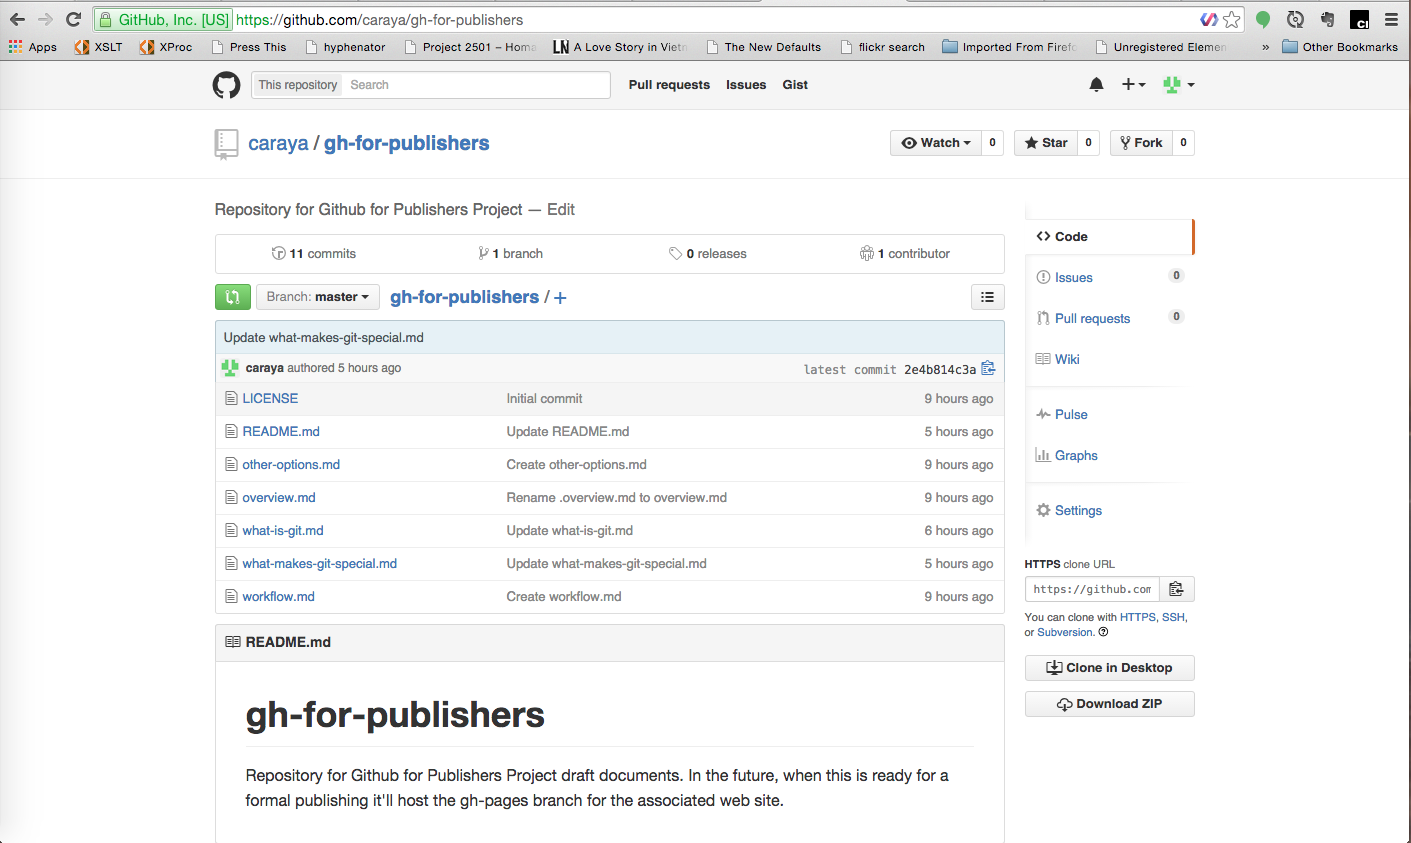 GitHub, Inc. [US] https://github.com/caraya/gh-for-publishers
Apps XSLT XProc Press This hyphenator Project 2501 – Homa A Love Story in Vietn The New Defaults flickr search Imported From Firefo Unregistered Elemen » Other Bookmarks
This repository Search Pull requests Issues Gist
caraya / gh-for-publishers Watch 0 Star 0 Fork 0
Repository for Github for Publishers Project — Edit
11 commits 1 branch 0 releases 1 contributor
Branch: master gh-for-publishers / +
Update what-makes-git-special.md
caraya authored 5 hours ago latest commit 2e4b814c3a
LICENSE Initial commit 9 hours ago
README.md Update README.md 5 hours ago
other-options.md Create other-options.md 9 hours ago
overview.md Rename .overview.md to overview.md 9 hours ago
what-is-git.md Update what-is-git.md 6 hours ago
what-makes-git-special.md Update what-makes-git-special.md 5 hours ago
workflow.md Create workflow.md 9 hours ago
README.md
gh-for-publishers
Repository for Github for Publishers Project draft documents. In the future, when this is ready for a
formal publishing it'll host the gh-pages branch for the associated web site.
Code
Issues 0
Pull requests 0
Wiki
Pulse
Graphs
Settings
HTTPS clone URL
https://github.com
You can clone with HTTPS, SSH,
or Subversion.
Clone in Desktop
Download ZIP